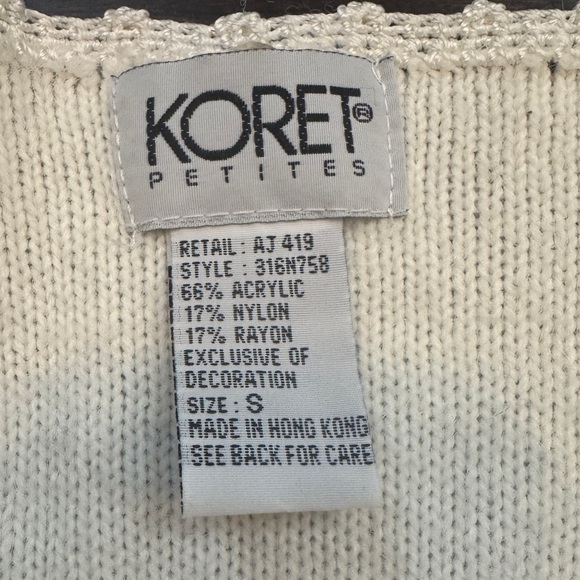 KORET®
PETITES
RETAIL : AJ 419
STYLE : 316N758
66% ACRYLIC
17% NYLON
17% RAYON
EXCLUSIVE OF
DECORATION
SIZE : S
MADE IN HONG KONG
SEE BACK FOR CARE